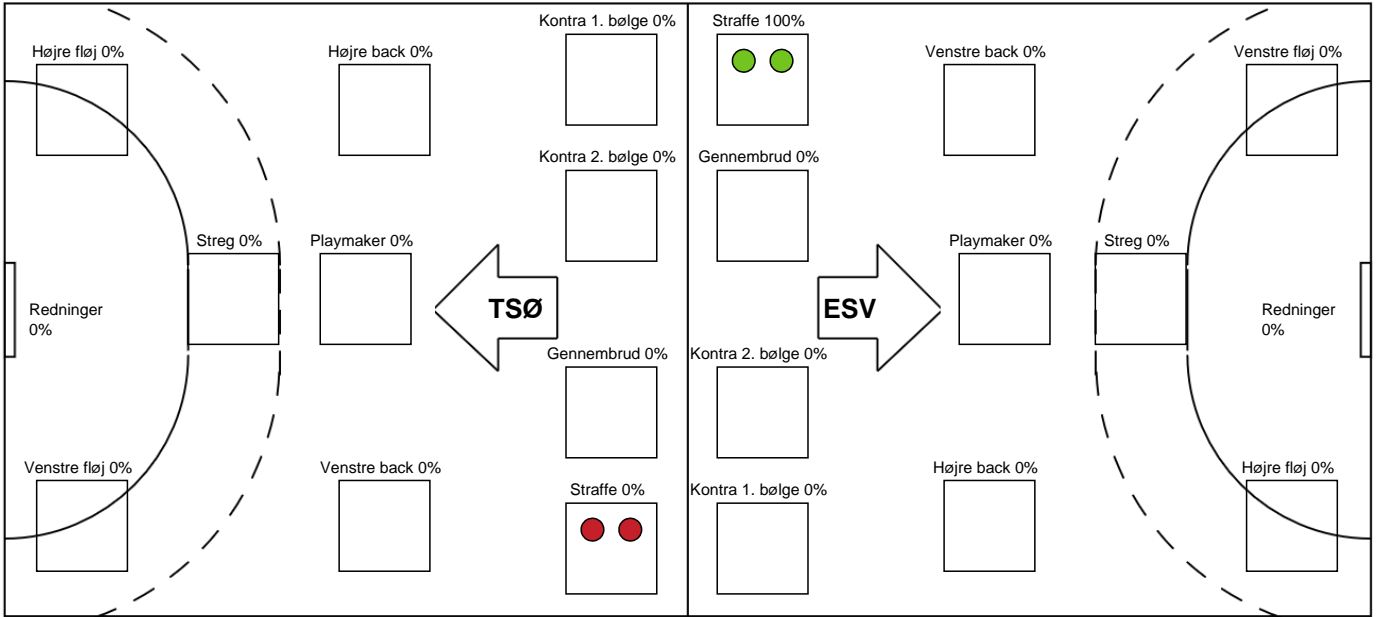 Kontra 1. bølge 0%
Straffe 100%
Højre fløj 0%
Højre back 0%
Venstre back 0%
Venstre fløj 0%
Kontra 2. bølge 0%
Gennembrud 0%
Streg 0%
Playmaker 0%
Playmaker 0%
Streg 0%
TSØ
ESV
Redninger
0%
Redninger
0%
Gennembrud 0%
Kontra 2. bølge 0%
Venstre fløj 0%
Venstre back 0%
Højre back 0%
Højre fløj 0%
Straffe 0%
Kontra 1. bølge 0%